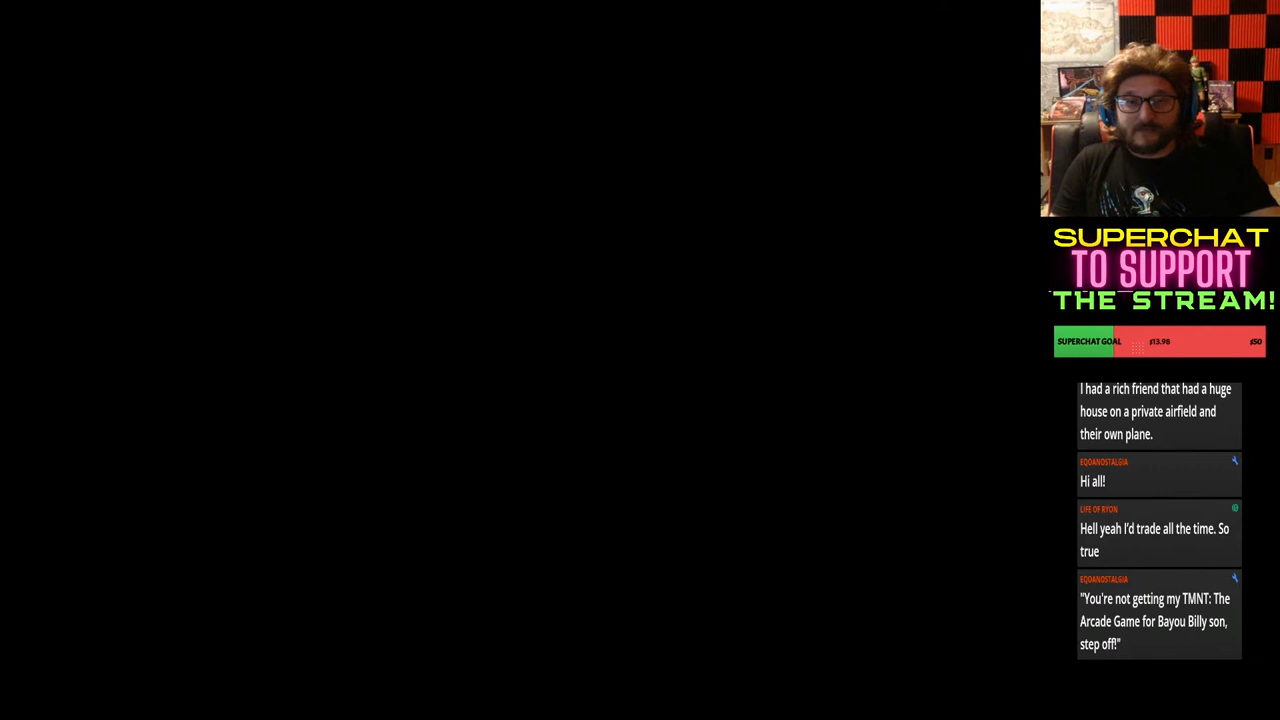 SUPERCHAT
TO SUPPORT
THE STREAM!
SUPERCHAT GOAL $13.98 $50
I had a rich friend that had a huge
house on a private airfield and
their own plane.
EQOANOSTALGIA
Hi all!
LIFE OF RYON
Hell yeah I'd trade all the time. So
true
EQOANOSTALGIA
"You're not getting my TMNT: The
Arcade Game for Bayou Billy son,
step off!"